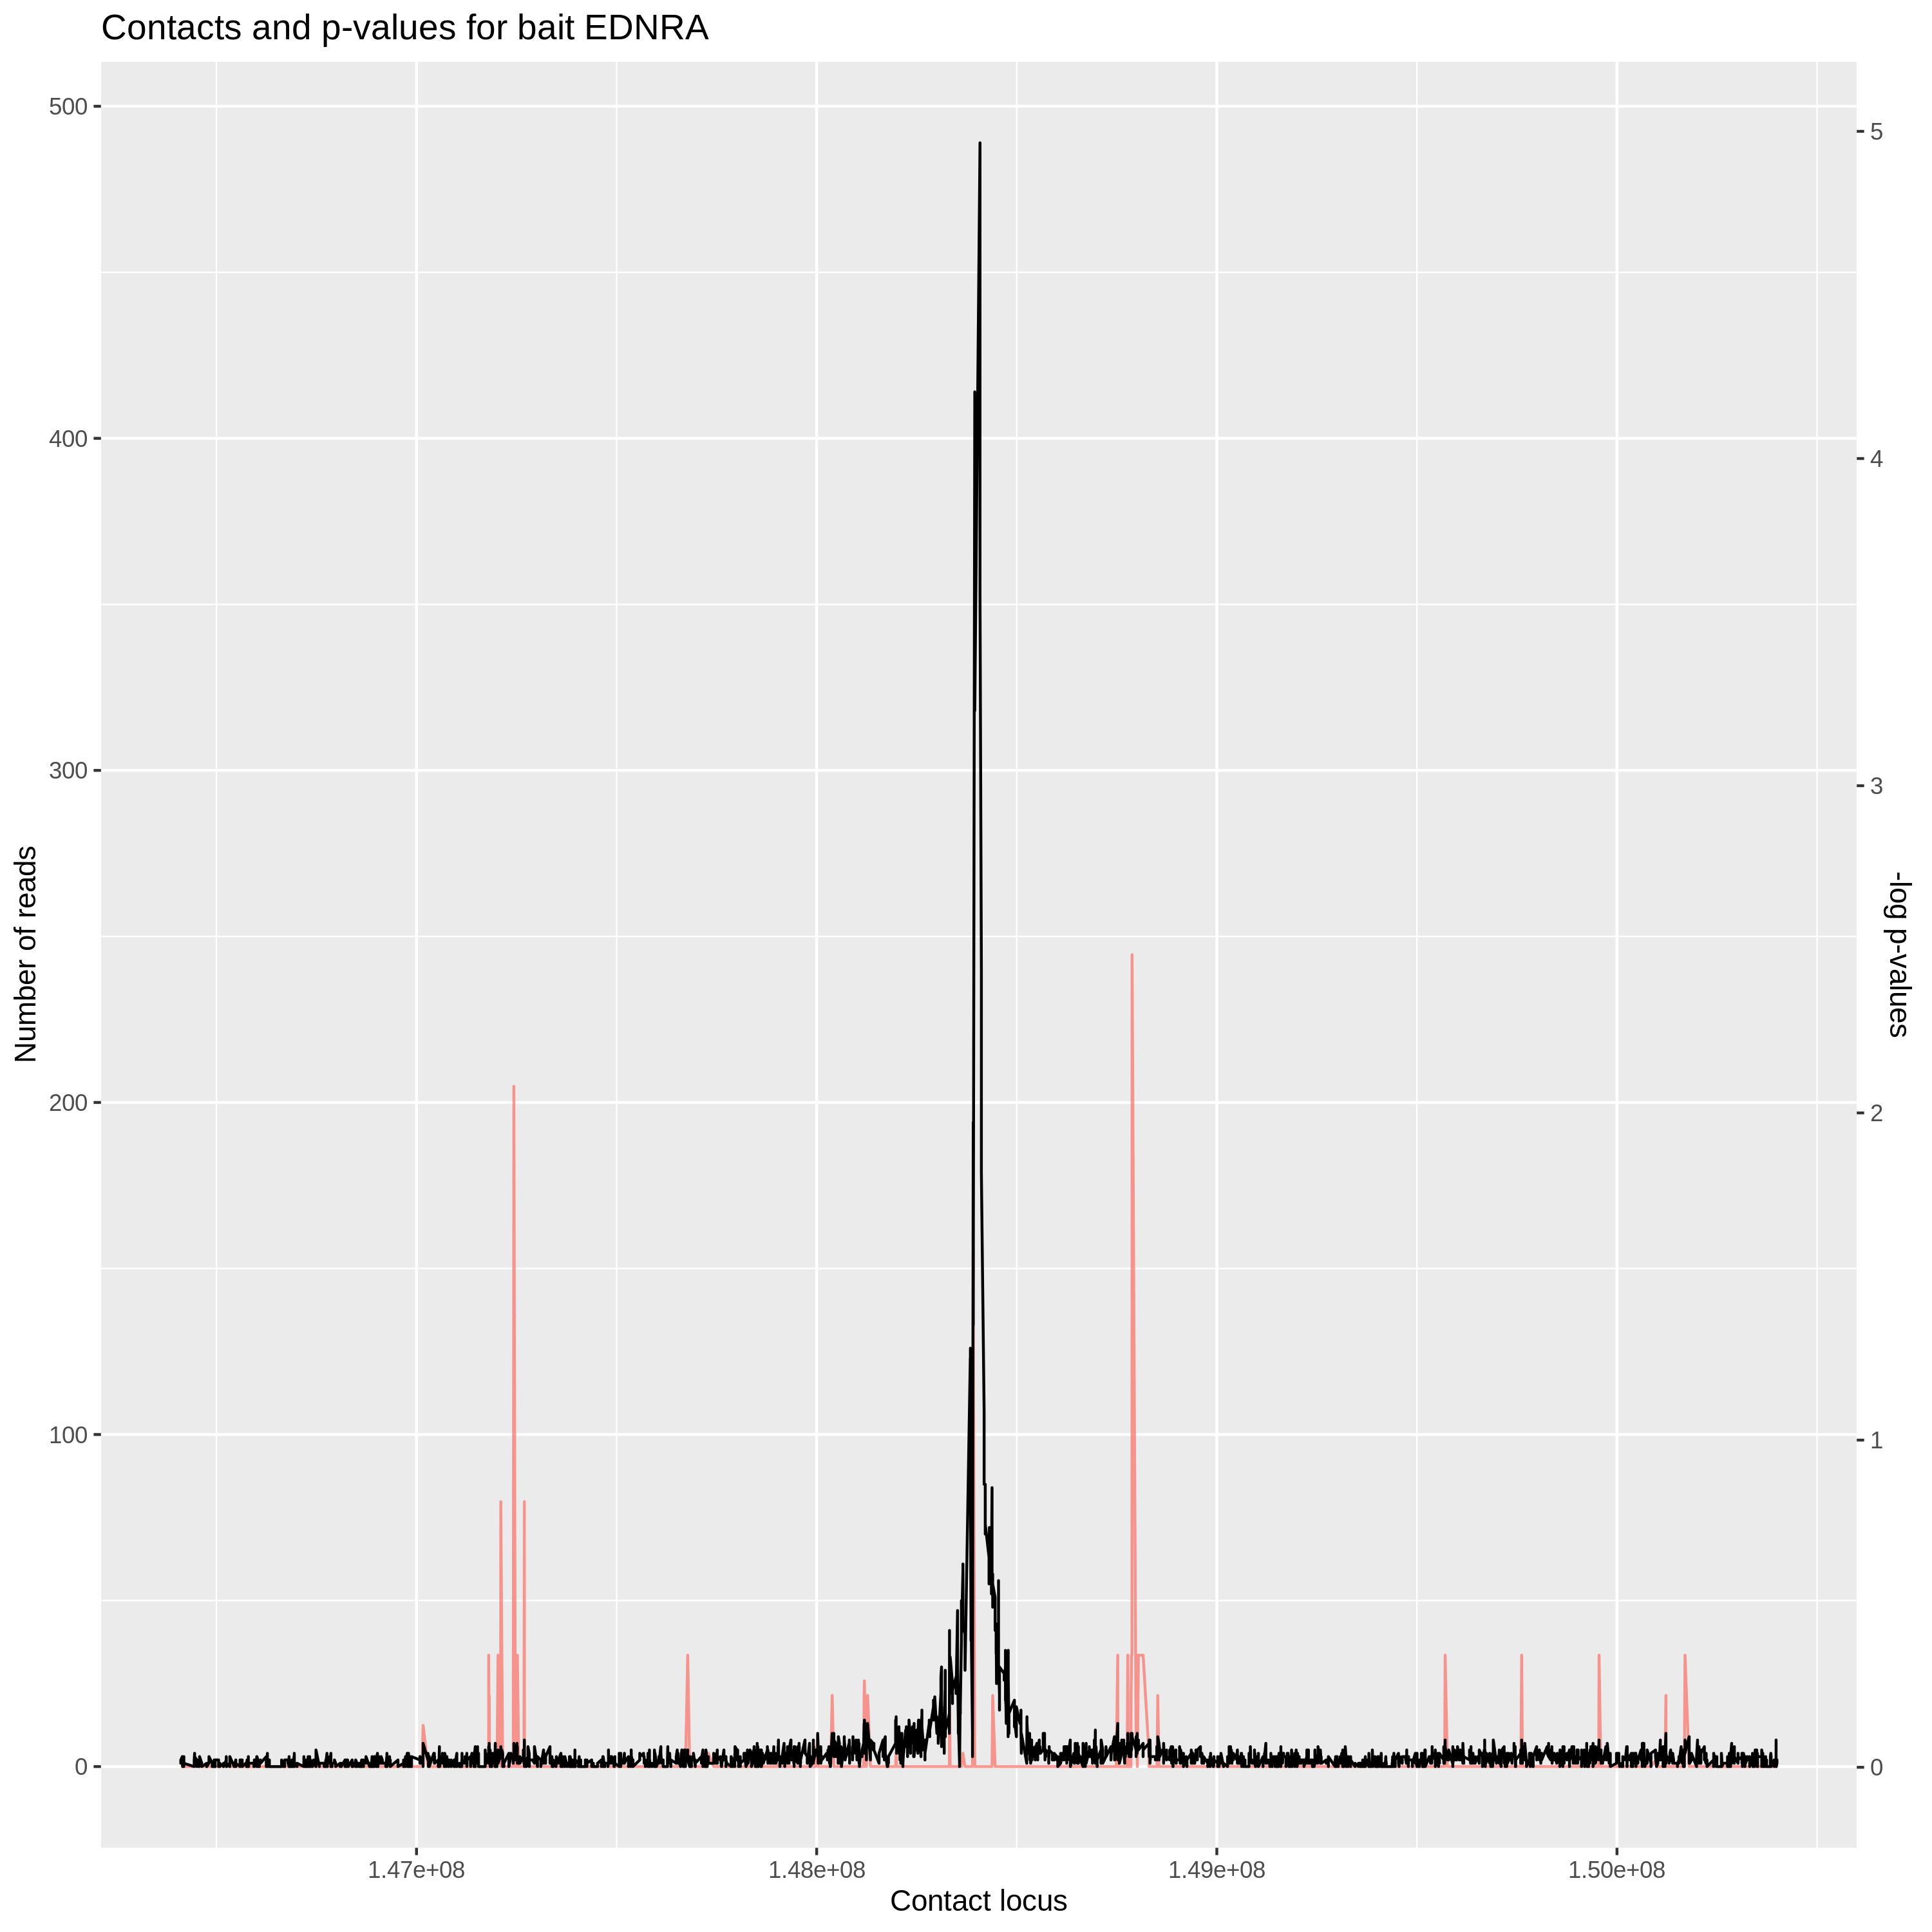 Contacts and p-values for bait EDNRA
500
400
300
200
100
0
Number of reads
5
4
3
2
1
0
-log p-values
1.47e+08
1.48e+08
1.49e+08
1.50e+08
Contact locus